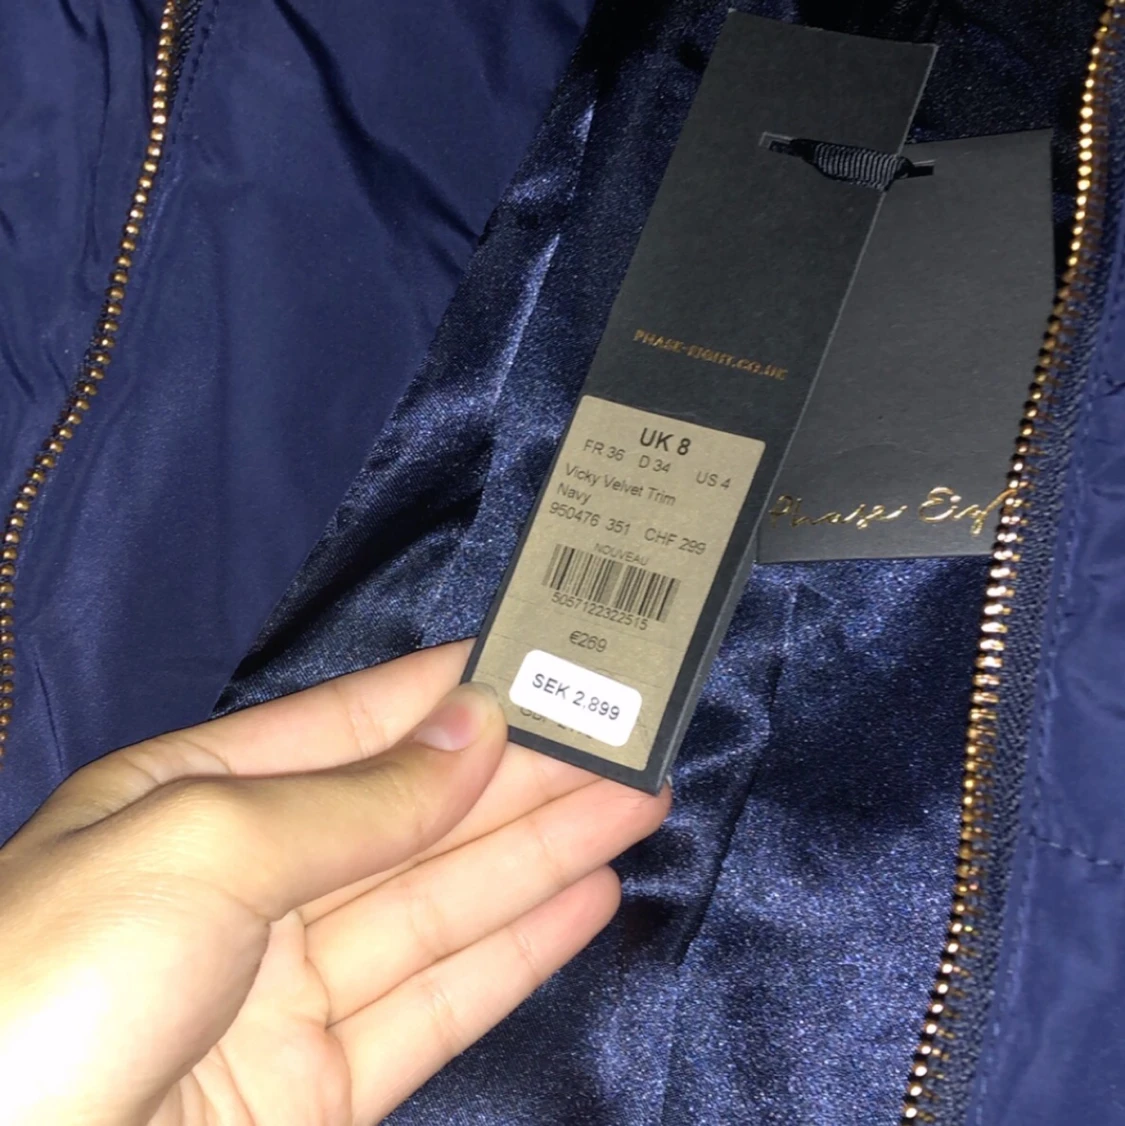 PHASE-EIGHT.CO.UK
UK 8
FR 36 D 34 US 4
Vicky Velvet Trim
Navy
950476 351 CHF 299
NOUVEAU
5057122322515
€269
SEK 2,899
Phase Eig